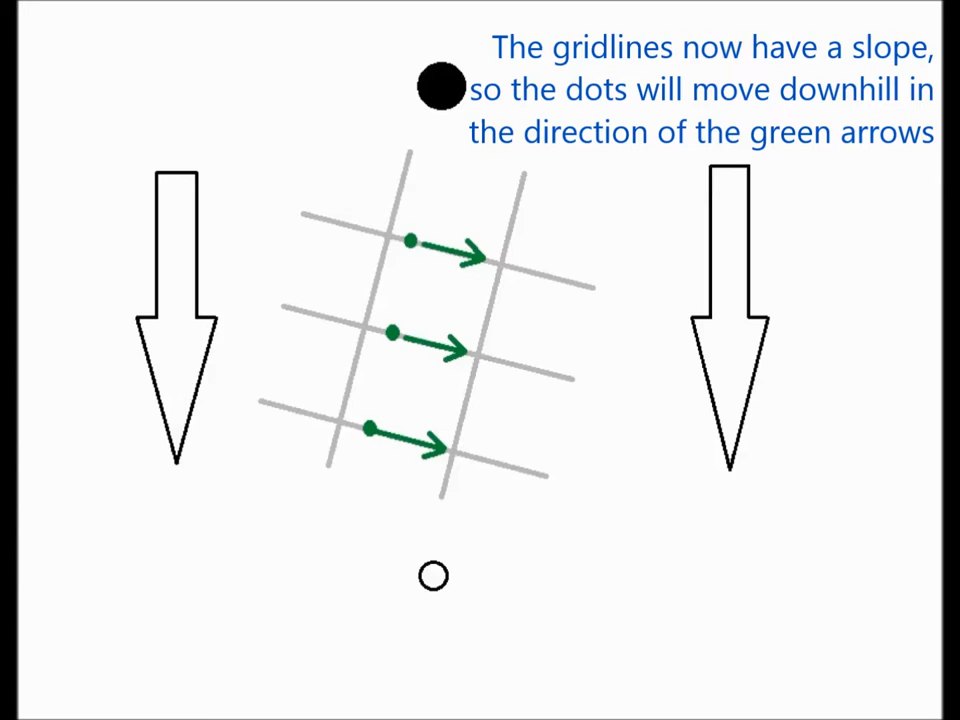 The gridlines now have a slope,
so the dots will move downhill in
the direction of the green arrows